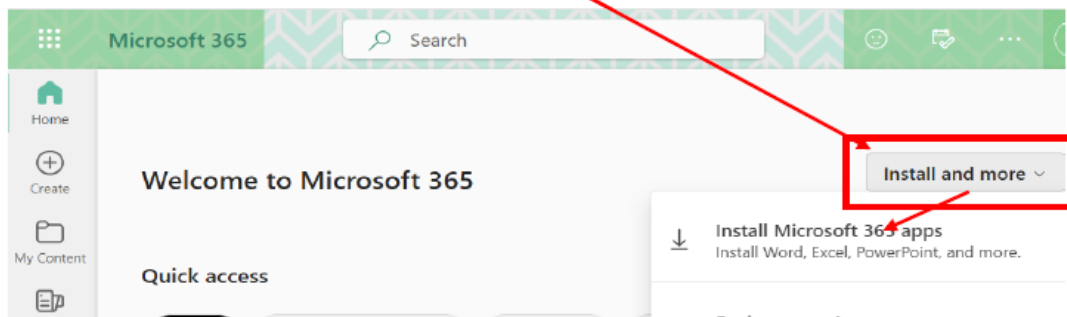 Microsoft 365
Search
Home
Create
My Content
Welcome to Microsoft 365
Install and more
Install Microsoft 365 apps
Install Word, Excel, PowerPoint, and more.
Quick access